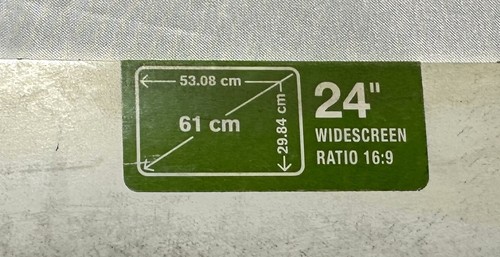 53.08 cm
61 cm
29.84 cm
24"
WIDESCREEN
RATIO 16:9